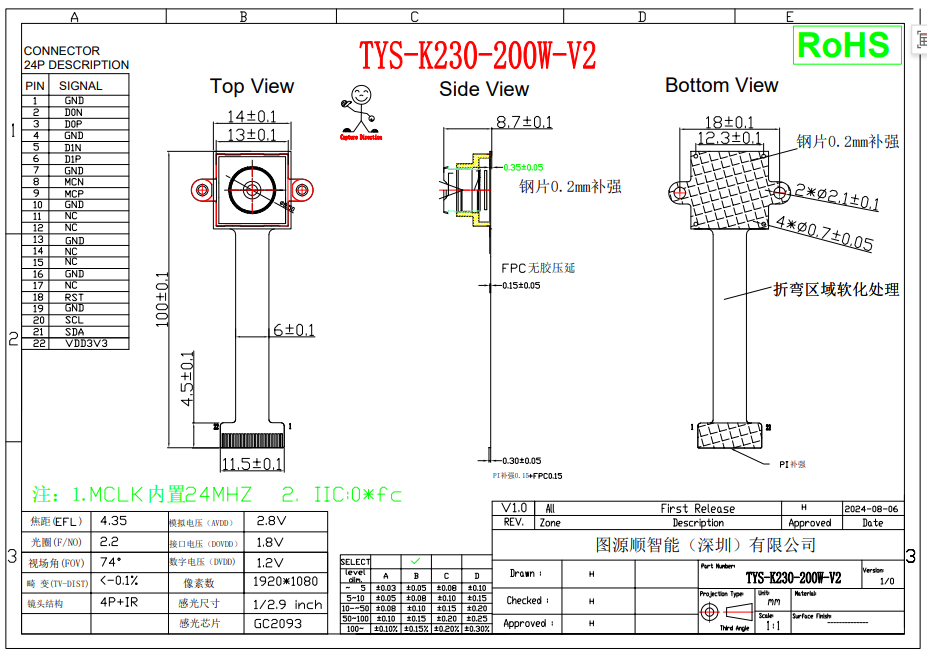 A B C D E
CONNECTOR
24P DESCRIPTION
PIN SIGNAL
1 GND
2 D0N
3 D0P
4 GND
5 D1N
6 D1P
7 GND
8 MCN
9 MCP
10 GND
11 NC
12 NC
13 GND
14 NC
15 NC
16 GND
17 NC
18 RST
19 GND
20 SCL
21 SDA
22 VDD3V3
1
2
3
TYS-K230-200W-V2
RoHS
Top View
Side View
Bottom View
Capture Direction
14±0.1
13±0.1
100±0.1
6±0.1
4.5±0.1
22 1
11.5±0.1
8.7±0.1
0.35±0.05
钢片0.2mm补强
FPC无胶压延
0.15±0.05
0.30±0.05
PI补强0.15+FPC0.15
18±0.1
12.3±0.1
钢片0.2mm补强
2*Ø2.1±0.1
4*Ø0.7±0.05
折弯区域软化处理
1 22
PI补强
注：1.MCLK内置24MHZ 2. IIC:0*fc
焦距(EFL) 4.35 模拟电压（AVDD） 2.8V
光圈(F/NO) 2.2 接口电压（DOVDD） 1.8V
视场角(FOV) 74° 数字电压（DVDD） 1.2V
畸 变(TV-DIST) <-0.1% 像素数 1920*1080
镜头结构 4P+IR 感光尺寸 1/2.9 inch
感光芯片 GC2093
SELECT ✓
level dim. A B C D
~ 5 ±0.03 ±0.05 ±0.08 ±0.10
5~10 ±0.05 ±0.08 ±0.10 ±0.15
10~50 ±0.08 ±0.10 ±0.15 ±0.20
50~100 ±0.10 ±0.15 ±0.20 ±0.25
100~ ±0.10% ±0.15% ±0.20% ±0.30%
V1.0 All First Release H 2024-08-06
REV. Zone Description Approved Date
图源顺智能（深圳）有限公司
Drawn : H
Checked : H
Approved : H
Part Number:
TYS-K230-200W-V2
Version:
1/0
Projection Type:
Third Angle
Unit:
mm
Material:
Scale:
1:1
Surface Finish:
3